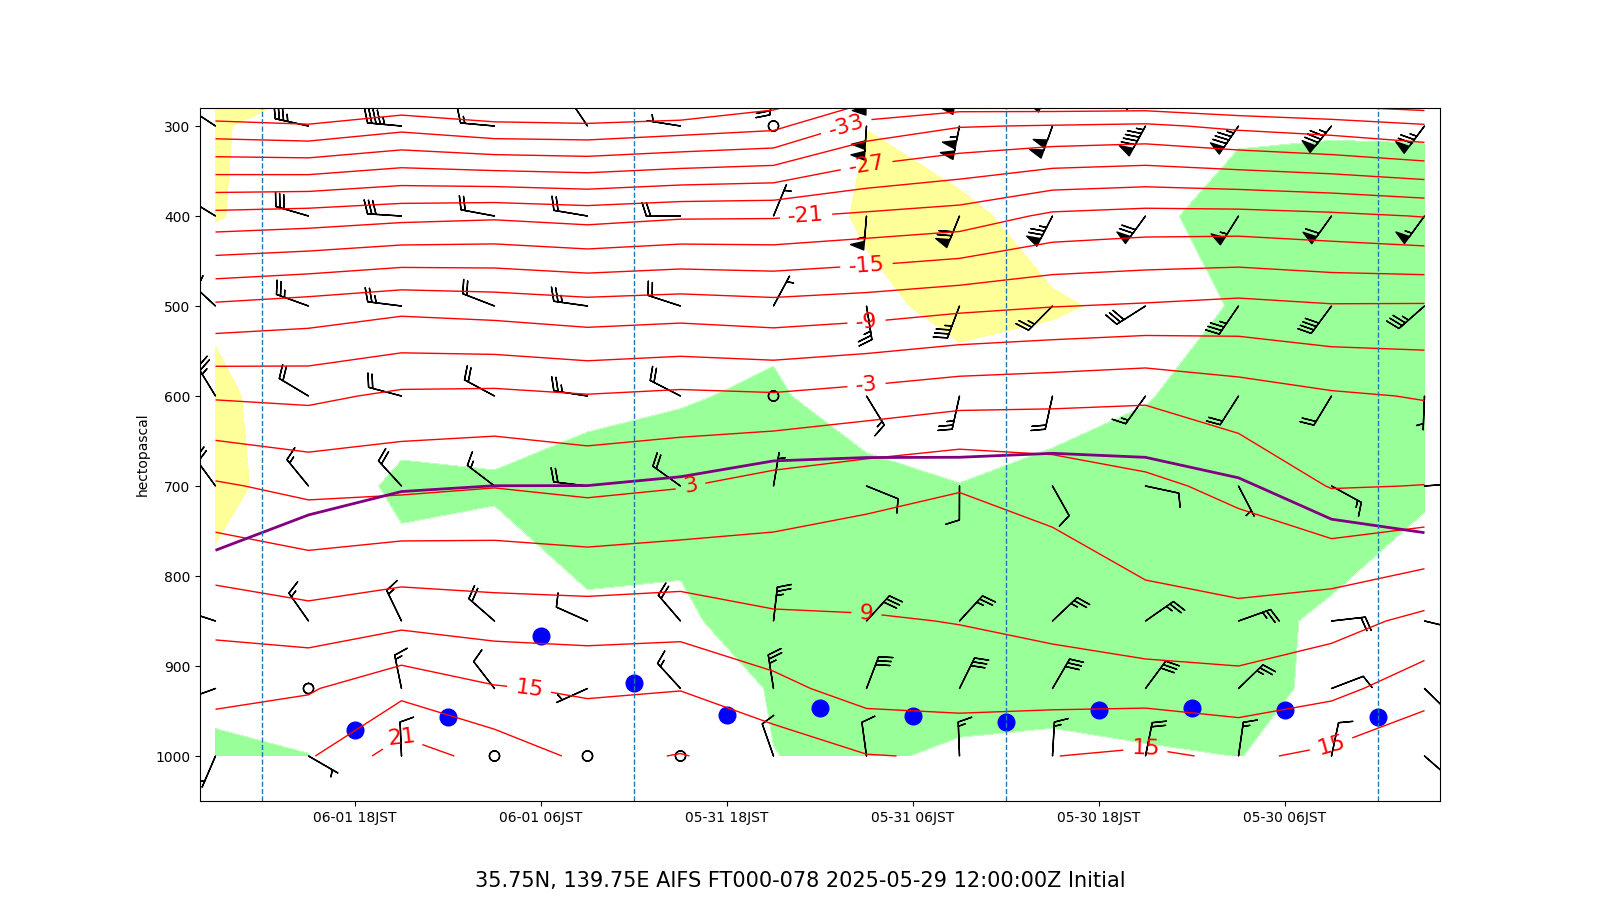 300
400
500
600
700
800
900
1000
hectopascal
-33
-27
-21
-15
-9
-3
3
9
15
21
15
15
06-01 18JST
06-01 06JST
05-31 18JST
05-31 06JST
05-30 18JST
05-30 06JST
35.75N, 139.75E AIFS FT000-078 2025-05-29 12:00:00Z Initial